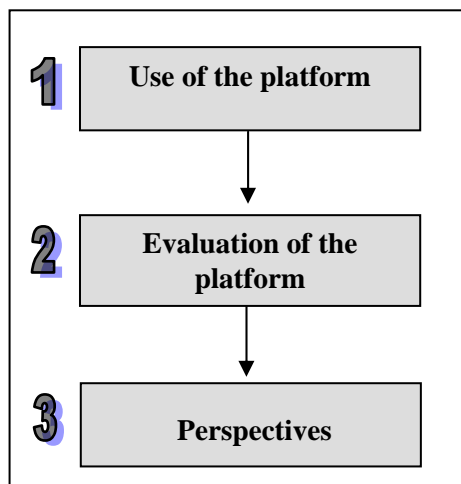 1
Use of the platform
2
Evaluation of the
platform
3
Perspectives